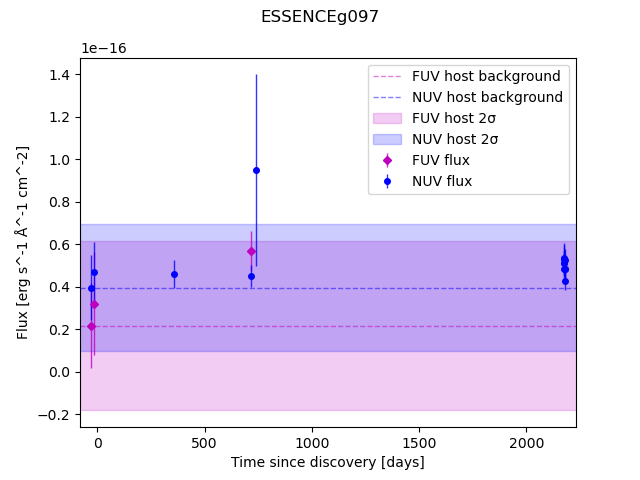 ESSENCEg097
1e−16
FUV host background
NUV host background
FUV host 2σ
NUV host 2σ
FUV flux
NUV flux
1.4
1.2
1.0
0.8
0.6
0.4
0.2
0.0
−0.2
Flux [erg s^-1 Å^-1 cm^-2]
0 500 1000 1500 2000
Time since discovery [days]